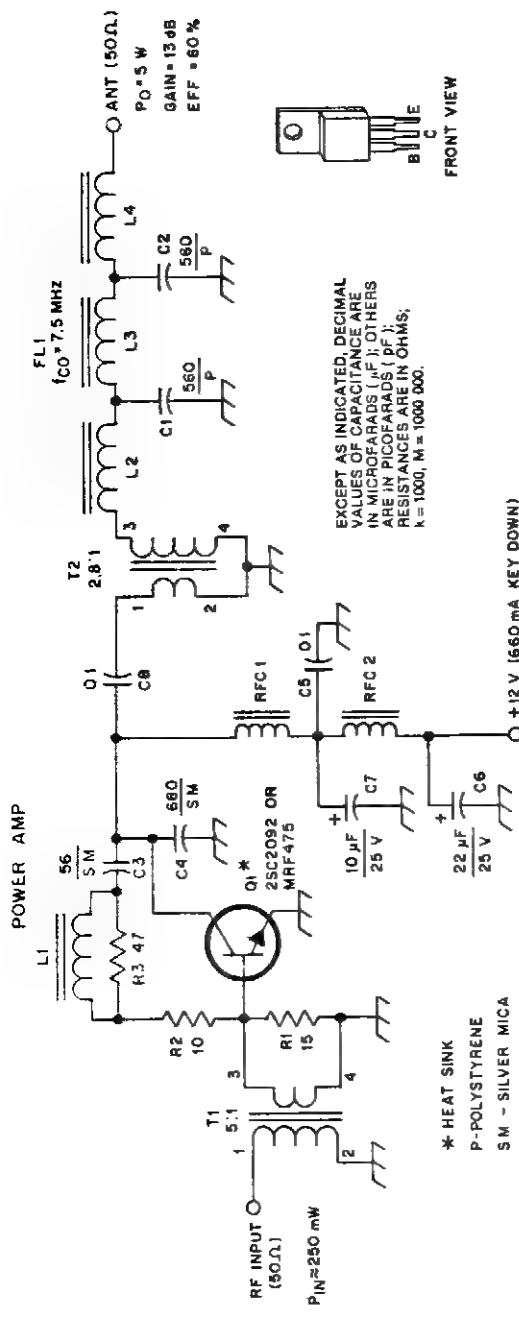 POWER AMP
L1
R3 47
56
SM
C3
R2
10
R1
15
T1
5:1
1
2
3
4
RF INPUT
(50Ω)
PIN≈250 mW
680
SM
C4
Q1 *
2SC2092 OR
MRF475
01
C8
RFC 1
C5
01
RFC 2
C7
+
10 µF
25 V
C6
+
22 µF
25 V
+12 V (660 mA KEY DOWN)
T2
2.8:1
1
2
3
4
FL1
fCO=7.5 MHz
L2
L3
L4
C1
560
P
C2
560
P
ANT (50Ω)
PO=5 W
GAIN=13 dB
EFF=60 %
B
C
E
FRONT VIEW
EXCEPT AS INDICATED, DECIMAL
VALUES OF CAPACITANCE ARE
IN MICROFARADS (µF); OTHERS
ARE IN PICOFARADS (pF);
RESISTANCES ARE IN OHMS;
k=1000, M=1000 000.
* HEAT SINK
P-POLYSTYRENE
SM - SILVER MICA